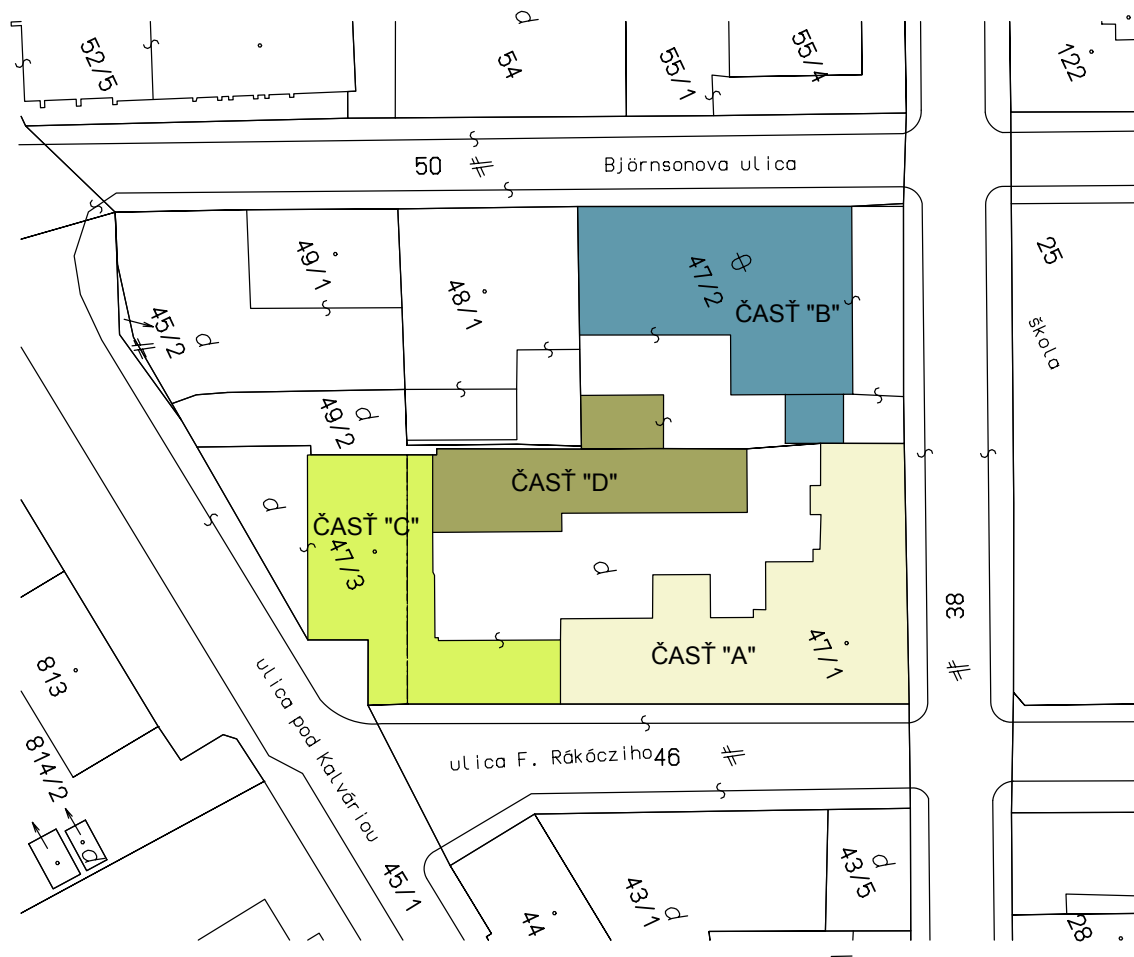 52/5
54
55/1
55/4
122
50
Björnsonova ulica
49/1
48/1
47/2
ČASŤ "B"
25
škola
45/2
49/2
ČASŤ "D"
ČASŤ "C"
47/3
38
ČASŤ "A"
47/1
813
ulica pod Kalváriou
ulica F. Rákócziho
46
814/2
45/1
44
43/1
43/5
28